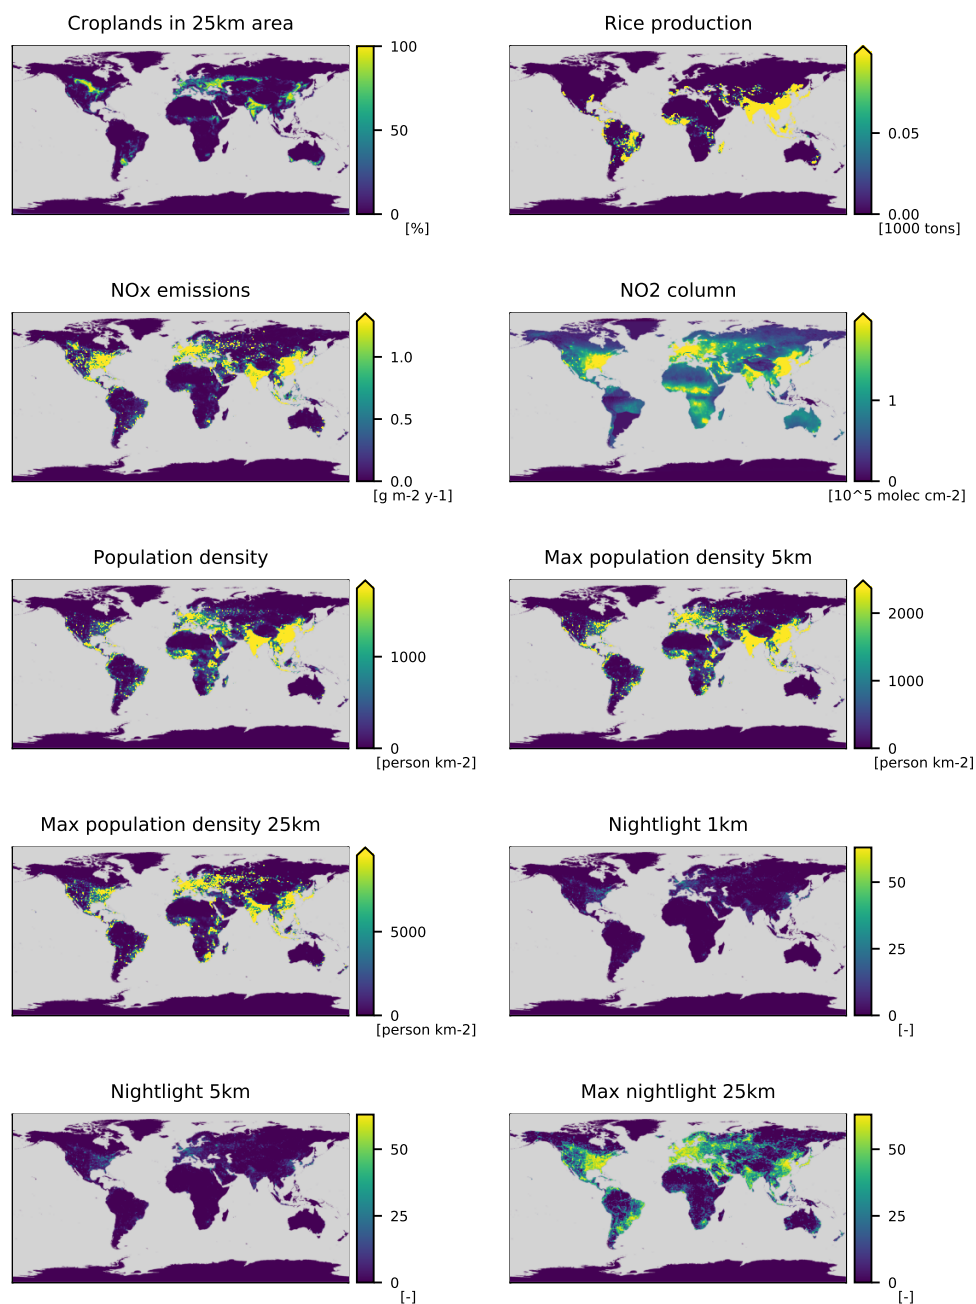 Croplands in 25km area
100
50
0
[%]
Rice production
0.05
0.00
[1000 tons]
NOx emissions
1.0
0.5
0.0
[g m-2 y-1]
NO2 column
1
0
[10^5 molec cm-2]
Population density
1000
0
[person km-2]
Max population density 5km
2000
1000
0
[person km-2]
Max population density 25km
5000
0
[person km-2]
Nightlight 1km
50
25
0
[-]
Nightlight 5km
50
25
0
[-]
Max nightlight 25km
50
25
0
[-]